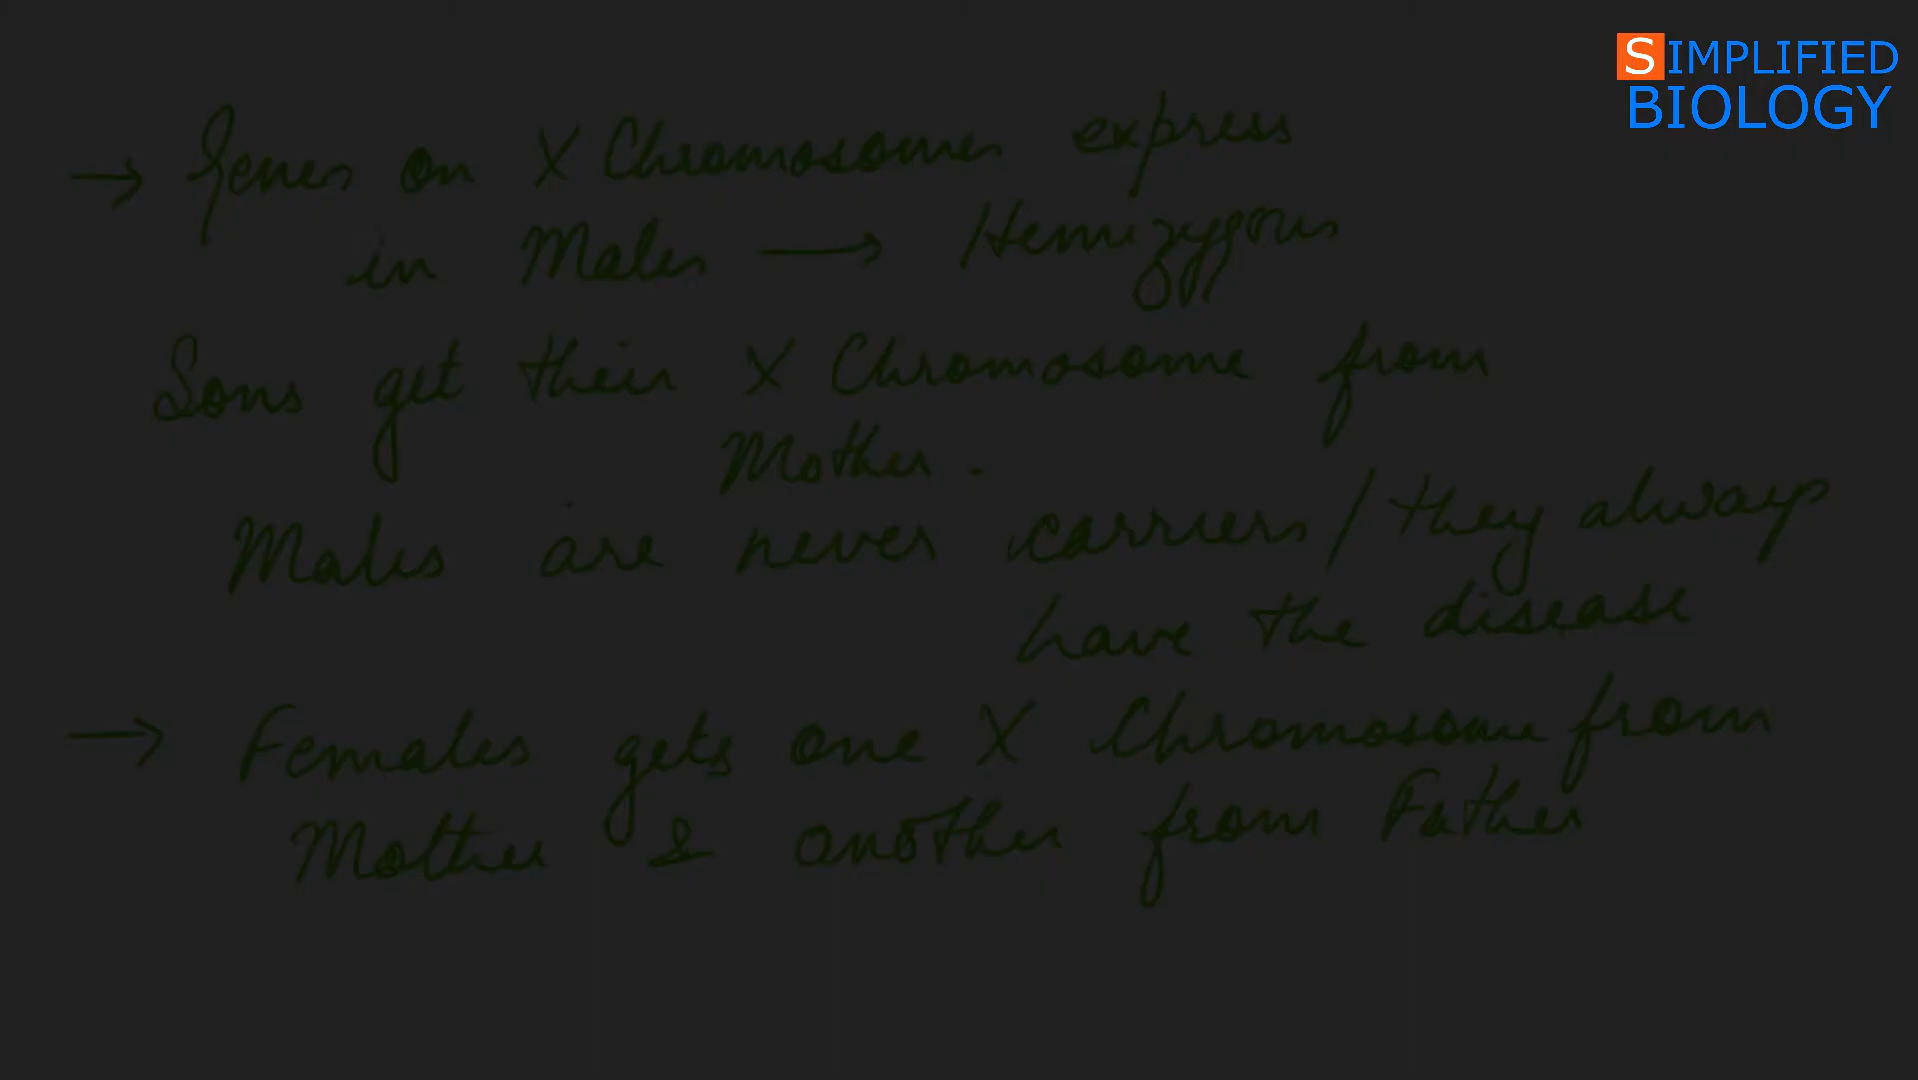 SIMPLIFIED
BIOLOGY
→ Genes on X Chromosomes express
in Males → Hemizygous
Sons get their X Chromosome from
Mother.
Males are never carriers / they always
have the disease
→ Females gets one X Chromosome from
Mother & another from Father